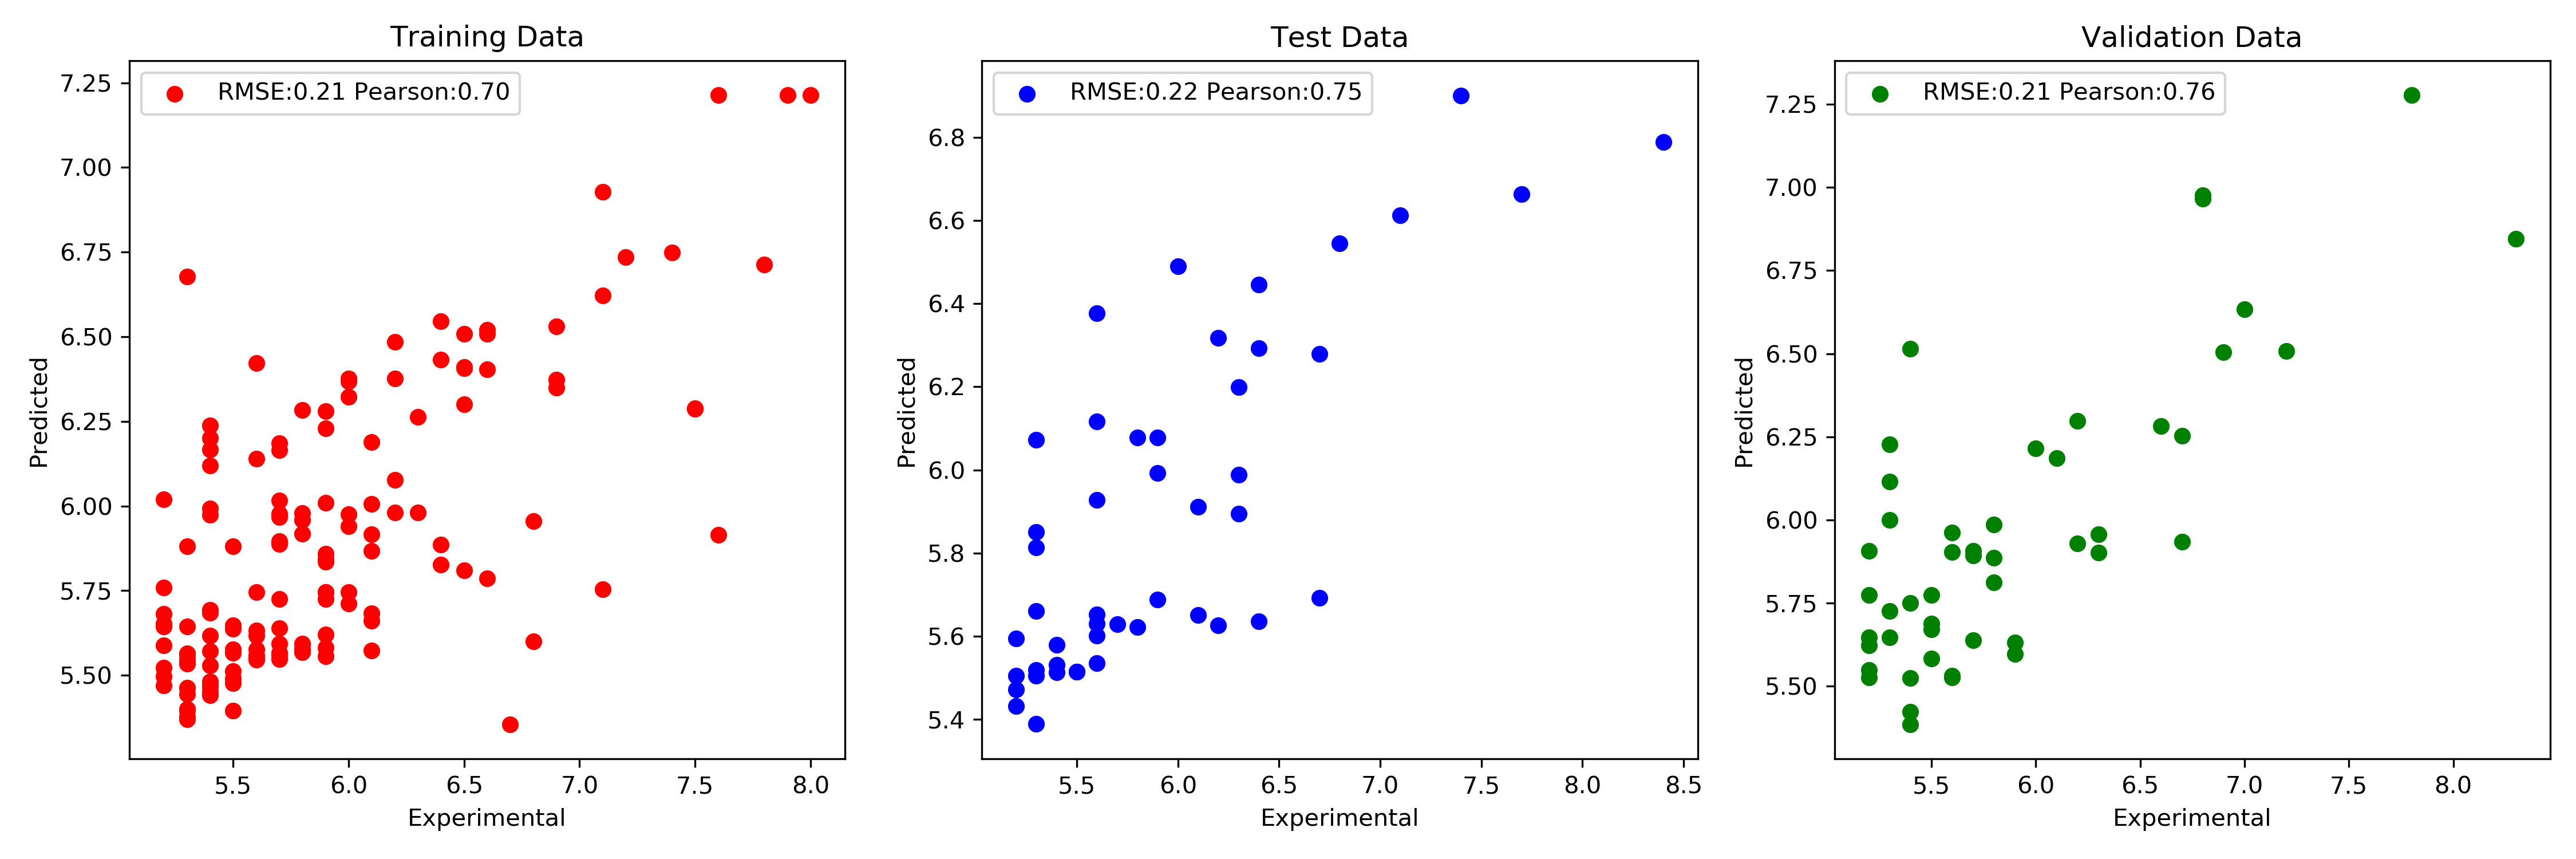 Training Data
RMSE:0.21 Pearson:0.70
7.25
7.00
6.75
6.50
6.25
6.00
5.75
5.50
Predicted
5.5 6.0 6.5 7.0 7.5 8.0
Experimental
Test Data
RMSE:0.22 Pearson:0.75
6.8
6.6
6.4
6.2
6.0
5.8
5.6
5.4
Predicted
5.5 6.0 6.5 7.0 7.5 8.0 8.5
Experimental
Validation Data
RMSE:0.21 Pearson:0.76
7.25
7.00
6.75
6.50
6.25
6.00
5.75
5.50
Predicted
5.5 6.0 6.5 7.0 7.5 8.0
Experimental